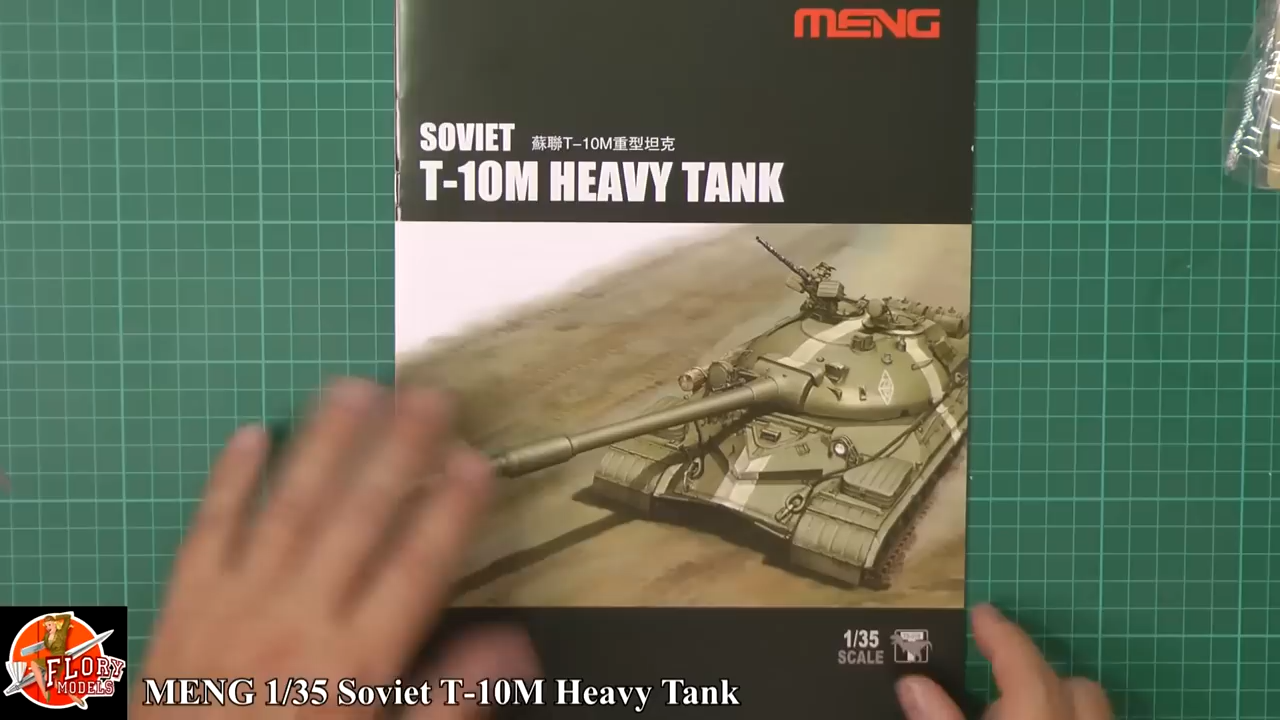 MENG
SOVIET 蘇聯T-10M重型坦克
T-10M HEAVY TANK
1/35
SCALE
FLORY
MODELS
MENG 1/35 Soviet T-10M Heavy Tank